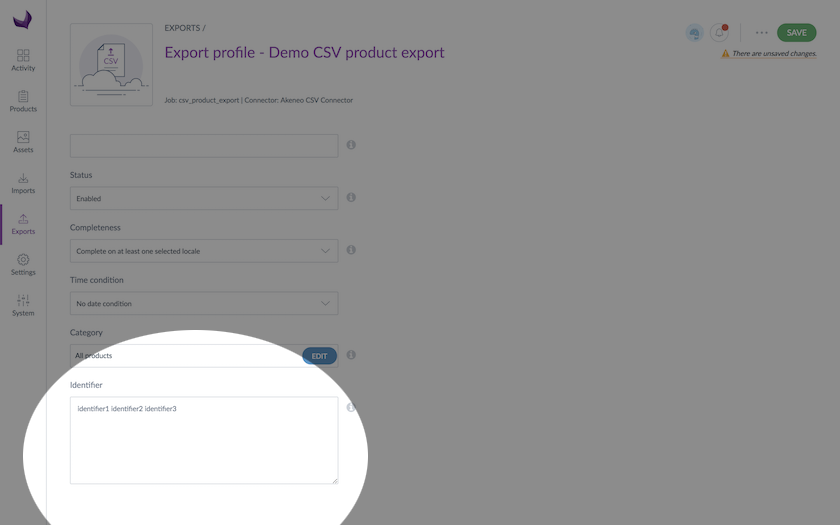 EXPORTS /
Export profile - Demo CSV product export
SAVE
There are unsaved changes.
CSV
Job: csv_product_export | Connector: Akeneo CSV Connector
Activity
Products
Assets
Imports
Exports
Settings
System
Status
Enabled
Completeness
Complete on at least one selected locale
Time condition
No date condition
Category
All products
EDIT
Identifier
identifier1 identifier2 identifier3